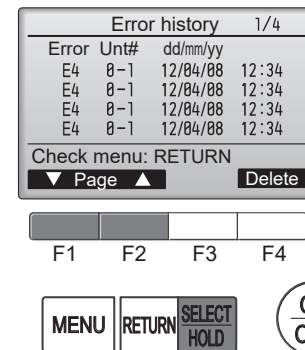 Error history 1/4
Error Unt# dd/mm/yy
E4 0-1 12/04/08 12:34
E4 0-1 12/04/08 12:34
E4 0-1 12/04/08 12:34
E4 0-1 12/04/08 12:34
Check menu: RETURN
▼ Page ▲ Delete
F1 F2 F3 F4
MENU RETURN SELECT
HOLD